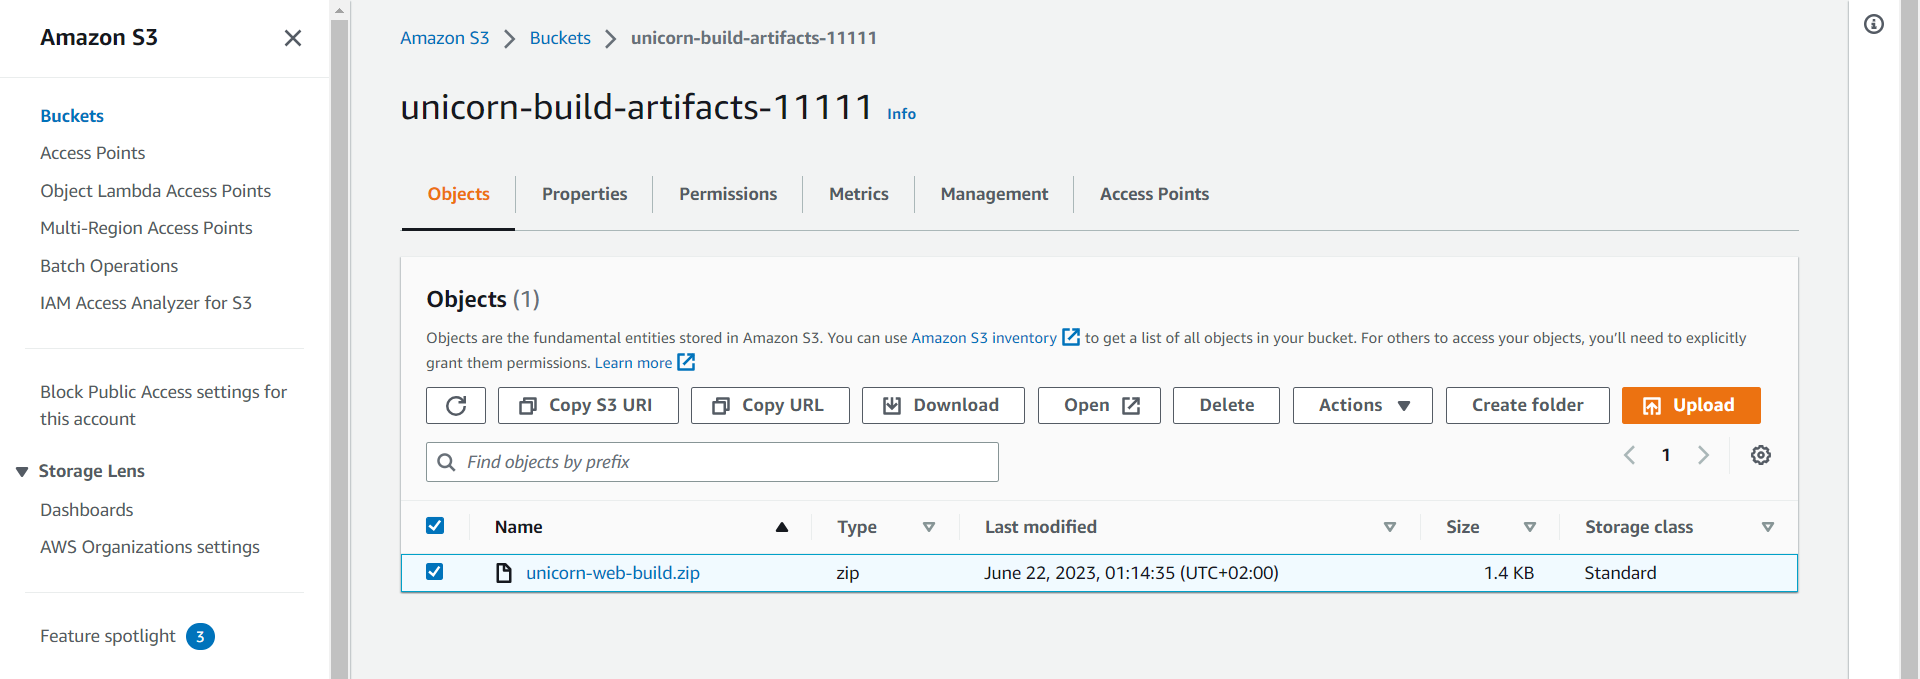 Amazon S3
Buckets
Access Points
Object Lambda Access Points
Multi-Region Access Points
Batch Operations
IAM Access Analyzer for S3
Block Public Access settings for
this account
Storage Lens
Dashboards
AWS Organizations settings
Feature spotlight 3
Amazon S3 Buckets unicorn-build-artifacts-11111
unicorn-build-artifacts-11111 Info
Objects Properties Permissions Metrics Management Access Points
Objects (1)
Objects are the fundamental entities stored in Amazon S3. You can use Amazon S3 inventory to get a list of all objects in your bucket. For others to access your objects, you’ll need to explicitly
grant them permissions. Learn more
Copy S3 URI Copy URL Download Open Delete Actions Create folder Upload
Find objects by prefix 1
Name Type Last modified Size Storage class
unicorn-web-build.zip zip June 22, 2023, 01:14:35 (UTC+02:00) 1.4 KB Standard